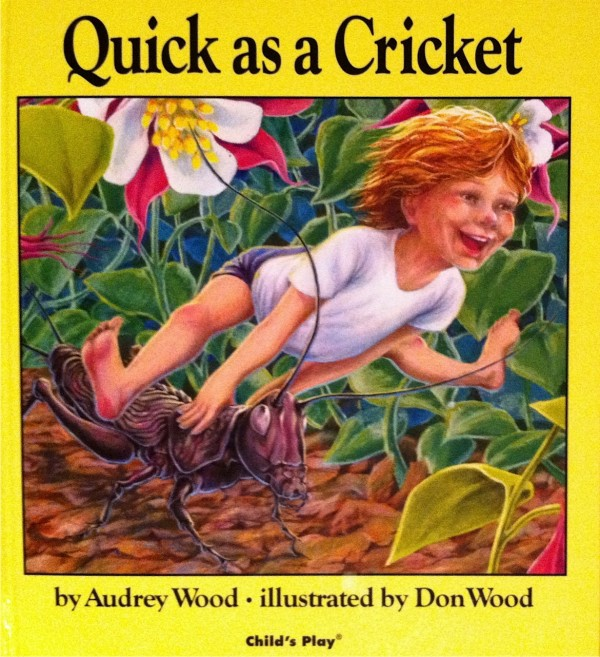 Quick as a Cricket
by Audrey Wood · illustrated by Don Wood
Child's Play®